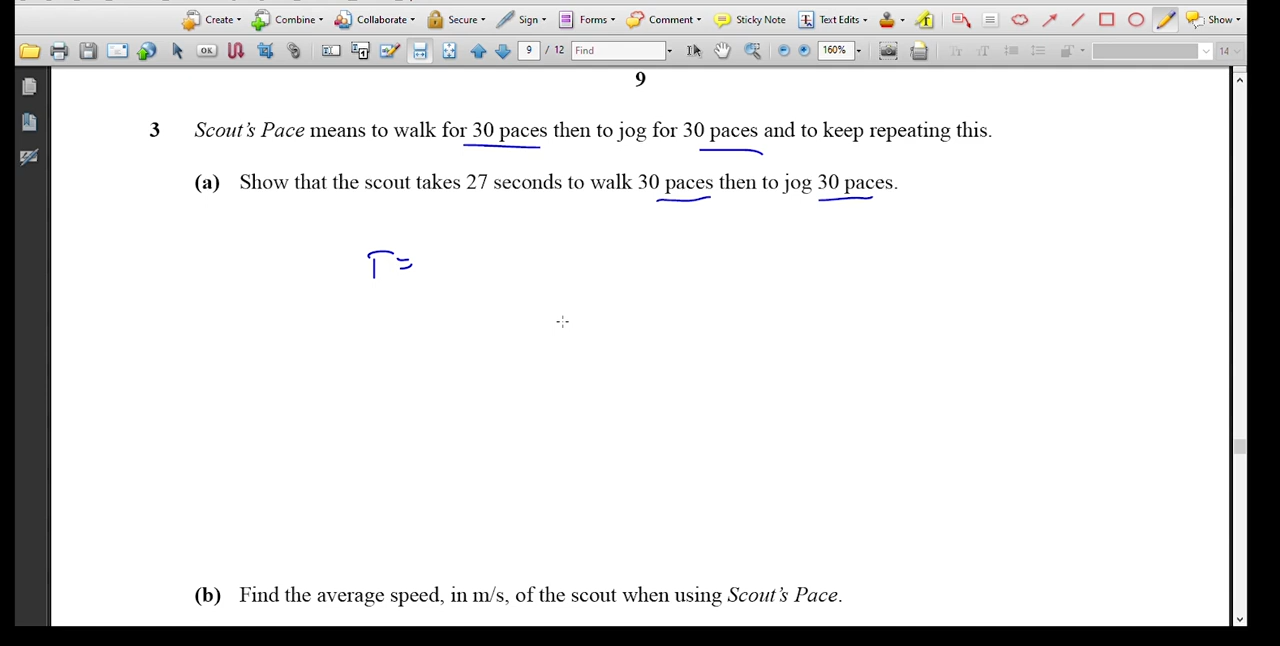 Create Combine Collaborate Secure Sign Forms Comment Sticky Note Text Edits Show
OK 9 / 12 Find 160% 14
9
3 Scout's Pace means to walk for 30 paces then to jog for 30 paces and to keep repeating this.
(a) Show that the scout takes 27 seconds to walk 30 paces then to jog 30 paces.
T =
(b) Find the average speed, in m/s, of the scout when using Scout's Pace.